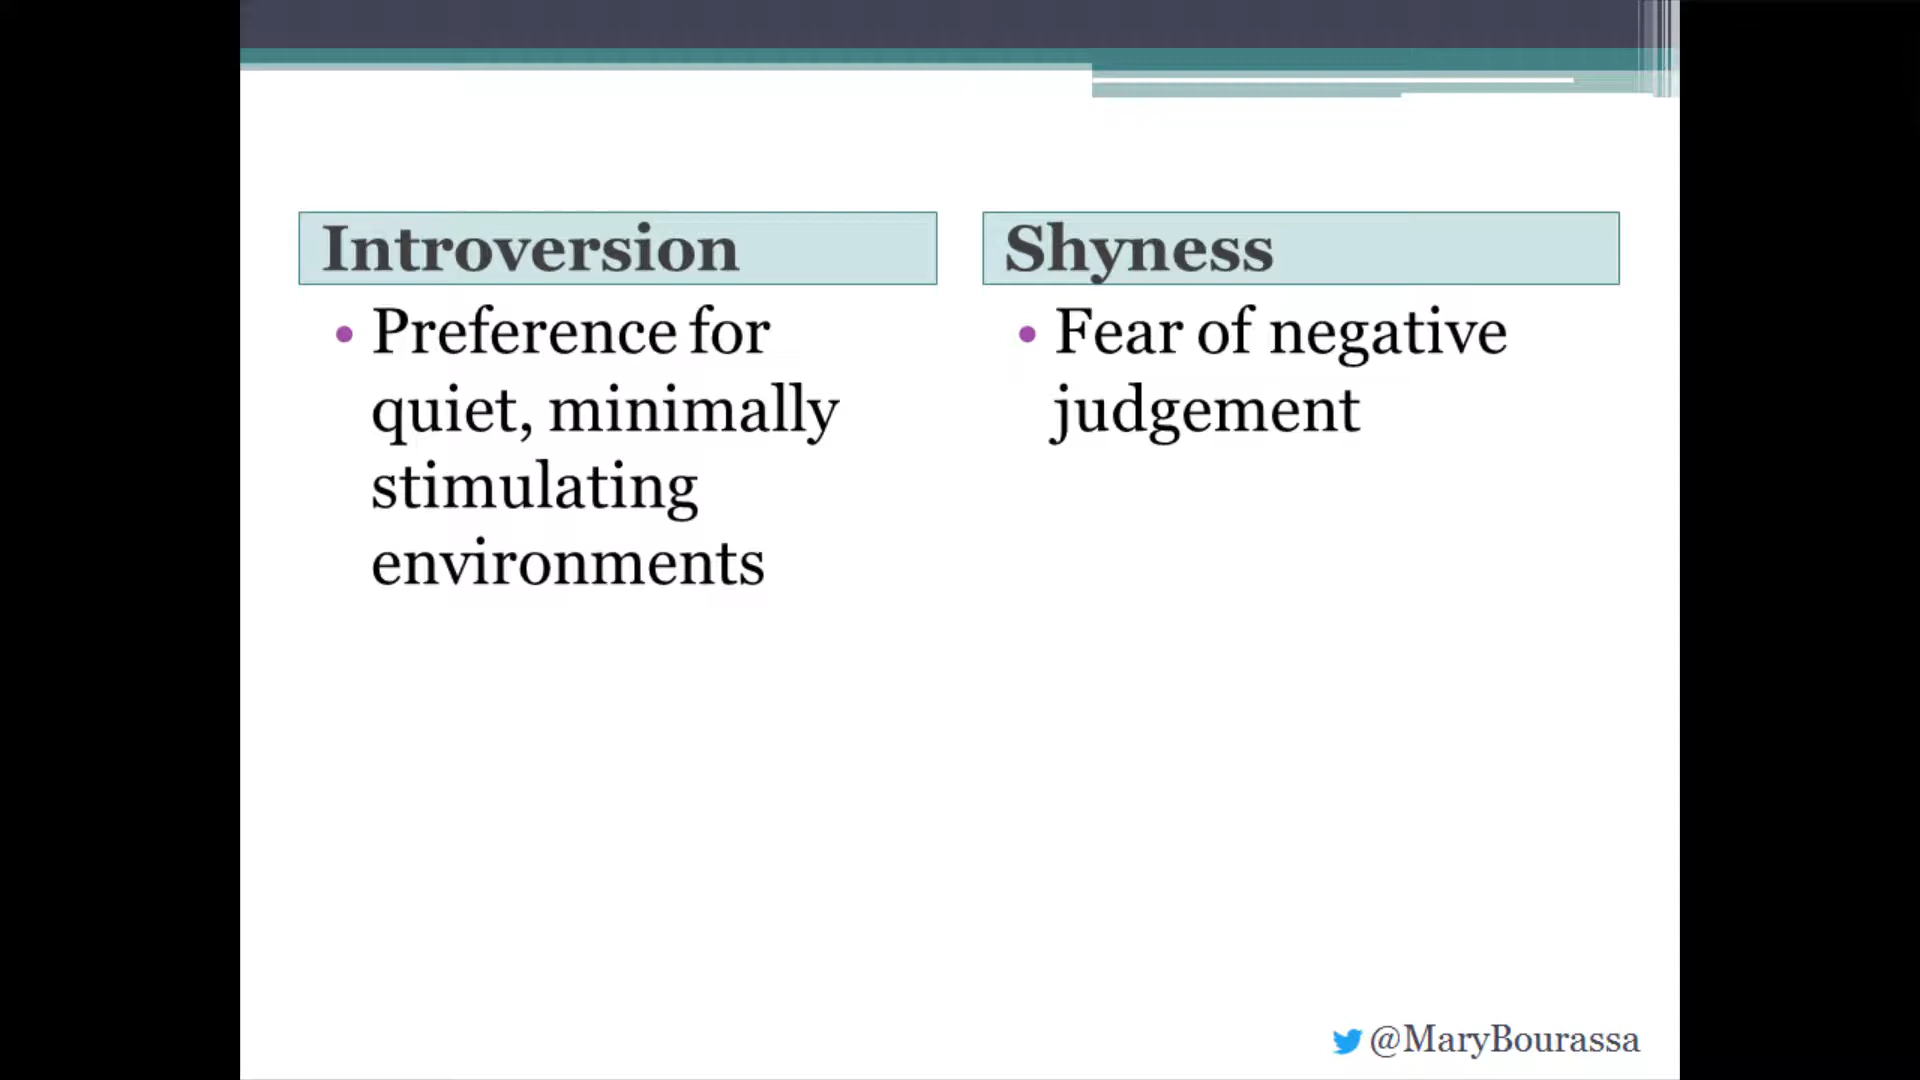 Introversion
• Preference for
quiet, minimally
stimulating
environments
Shyness
• Fear of negative
judgement
@MaryBourassa